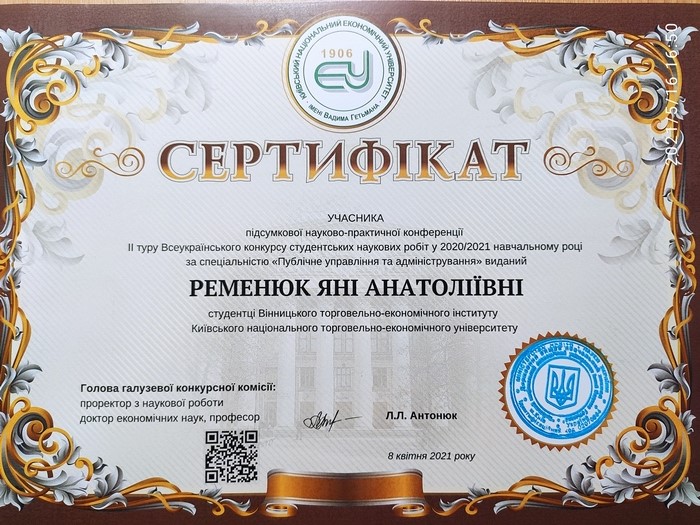 КИЇВСЬКИЙ НАЦІОНАЛЬНИЙ ЕКОНОМІЧНИЙ УНІВЕРСИТЕТ
1906
EU
ІМЕНІ ВАДИМА ГЕТЬМАНА
СЕРТИФІКАТ
УЧАСНИКА
підсумкової науково-практичної конференції
ІІ туру Всеукраїнського конкурсу студентських наукових робіт у 2020/2021 навчальному році
за спеціальністю «Публічне управління та адміністрування» виданий
РЕМЕНЮК ЯНІ АНАТОЛІЇВНІ
студентці Вінницького торговельно-економічного інституту
Київського національного торговельно-економічного університету
Голова галузевої конкурсної комісії:
проректор з наукової роботи
доктор економічних наук, професор
Л.Л. Антонюк
8 квітня 2021 року